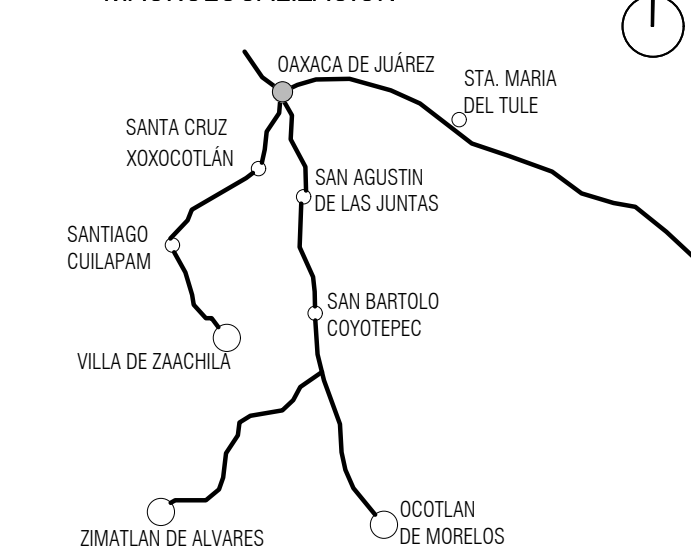 OAXACA DE JUÁREZ
STA. MARIA
DEL TULE
SANTA CRUZ
XOXOCOTLÁN
SAN AGUSTIN
DE LAS JUNTAS
SANTIAGO
CUILAPAM
SAN BARTOLO
COYOTEPEC
VILLA DE ZAACHILA
OCOTLAN
DE MORELOS
ZIMATLAN DE ALVARES